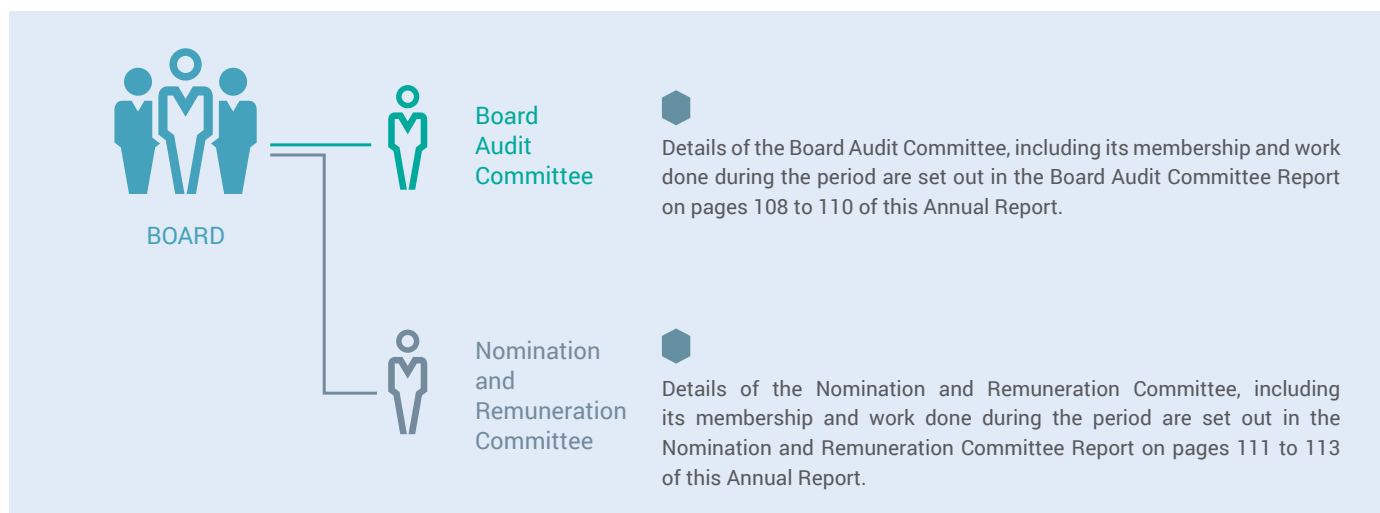 BOARD
Board
Audit
Committee
Details of the Board Audit Committee, including its membership and work
done during the period are set out in the Board Audit Committee Report
on pages 108 to 110 of this Annual Report.
Nomination
and
Remuneration
Committee
Details of the Nomination and Remuneration Committee, including
its membership and work done during the period are set out in the
Nomination and Remuneration Committee Report on pages 111 to 113
of this Annual Report.